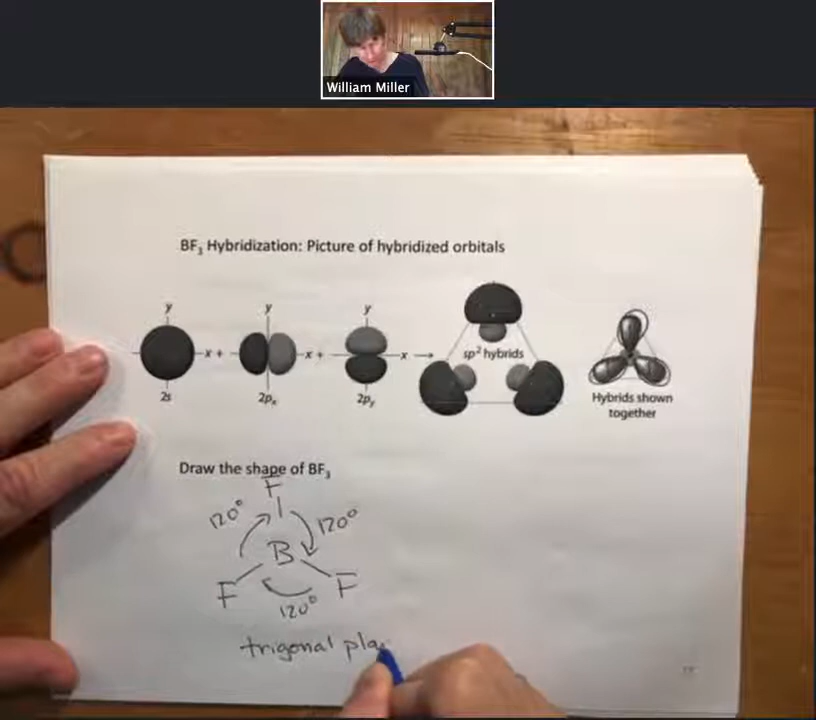 William Miller
BF₃ Hybridization: Picture of hybridized orbitals
y y y
x + x + x
sp² hybrids
2s 2pₓ 2pᵧ
Hybrids shown
together
Draw the shape of BF₃
F
120° 120°
B
F F
120°
trigonal pla